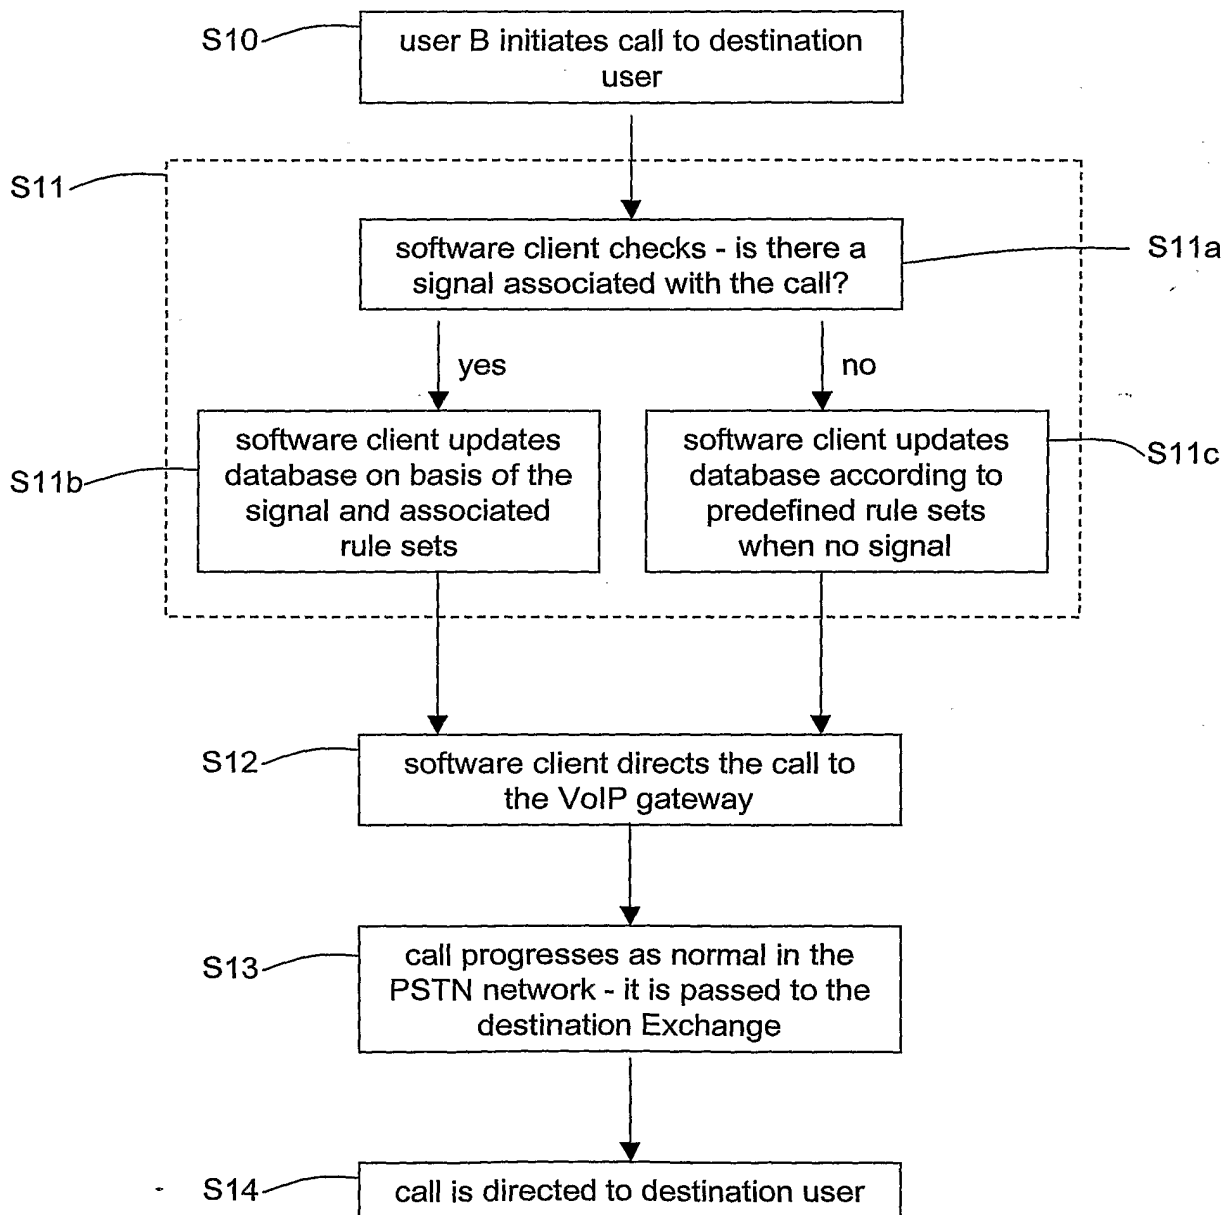 S10
user B initiates call to destination
user
S11
software client checks - is there a
signal associated with the call?
S11a
yes
no
S11b
software client updates
database on basis of the
signal and associated
rule sets
software client updates
database according to
predefined rule sets
when no signal
S11c
S12
software client directs the call to
the VoIP gateway
S13
call progresses as normal in the
PSTN network - it is passed to the
destination Exchange
S14
call is directed to destination user